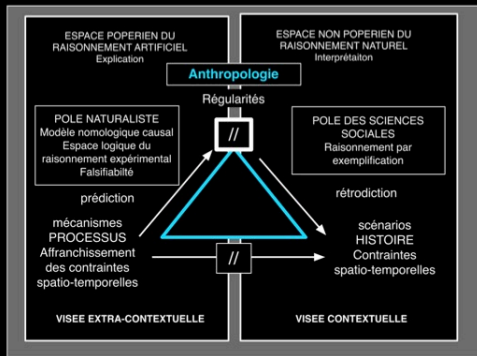 ESPACE POPERIEN DU
RAISONNEMENT ARTIFICIEL
Explication
ESPACE NON POPERIEN DU
RAISONNEMENT NATUREL
Interprétaiton
Anthropologie
Régularités
//
POLE NATURALISTE
Modèle nomologique causal
Espace logique du
raisonnement expérimental
Falsifiabilté
POLE DES SCIENCES
SOCIALES
Raisonnement par
exemplification
prédiction
rétrodiction
mécanismes
PROCESSUS
Affranchissement
des contraintes
spatio-temporelles
//
scénarios
HISTOIRE
Contraintes
spatio-temporelles
VISEE EXTRA-CONTEXTUELLE
VISEE CONTEXTUELLE